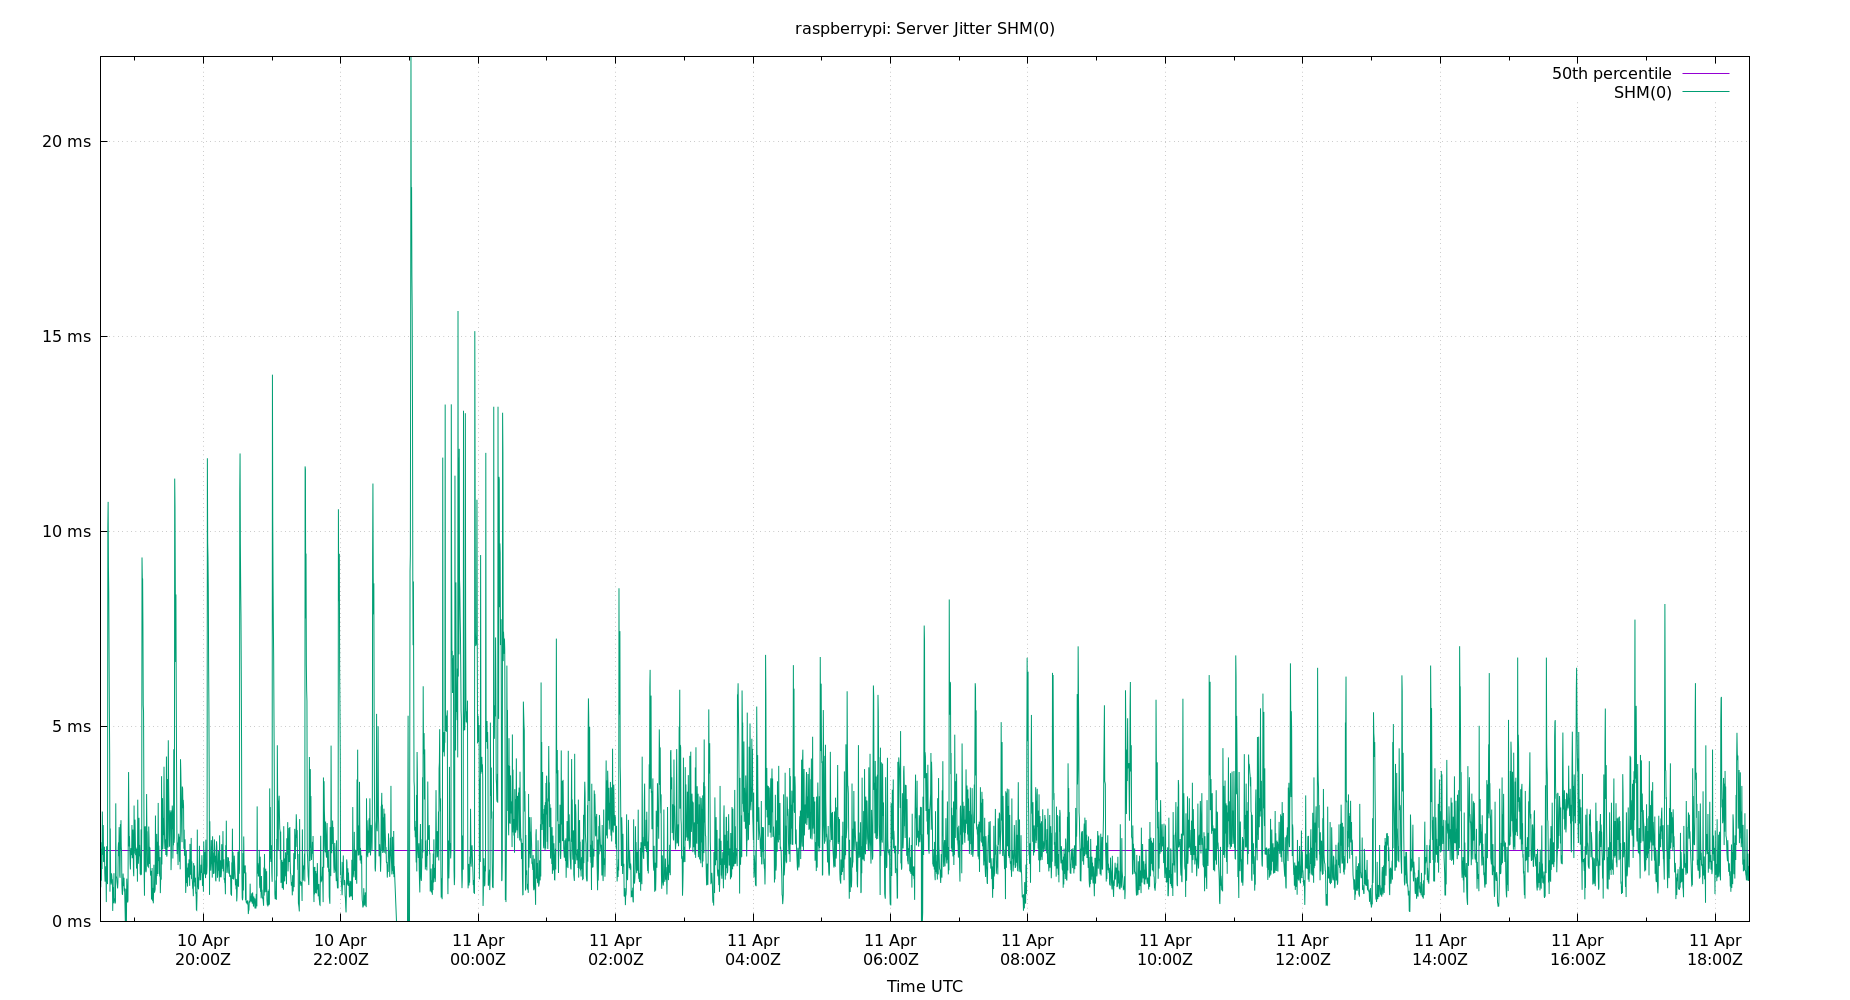 raspberrypi: Server Jitter SHM(0)
50th percentile
SHM(0)
20 ms
15 ms
10 ms
5 ms
0 ms
10 Apr 10 Apr 11 Apr 11 Apr 11 Apr 11 Apr 11 Apr 11 Apr 11 Apr 11 Apr 11 Apr 11 Apr
20:00Z 22:00Z 00:00Z 02:00Z 04:00Z 06:00Z 08:00Z 10:00Z 12:00Z 14:00Z 16:00Z 18:00Z
Time UTC